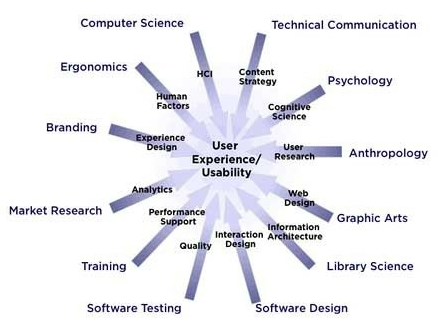 Computer Science
Technical Communication
HCI
Content
Strategy
Ergonomics
Human
Factors
Psychology
Cognitive
Science
Branding
Experience
Design
User
Experience/
Usability
User
Research
Anthropology
Analytics
Market Research
Web
Design
Graphic Arts
Performance
Support
Training
Information
Architecture
Library Science
Quality
Software Testing
Interaction
Design
Software Design